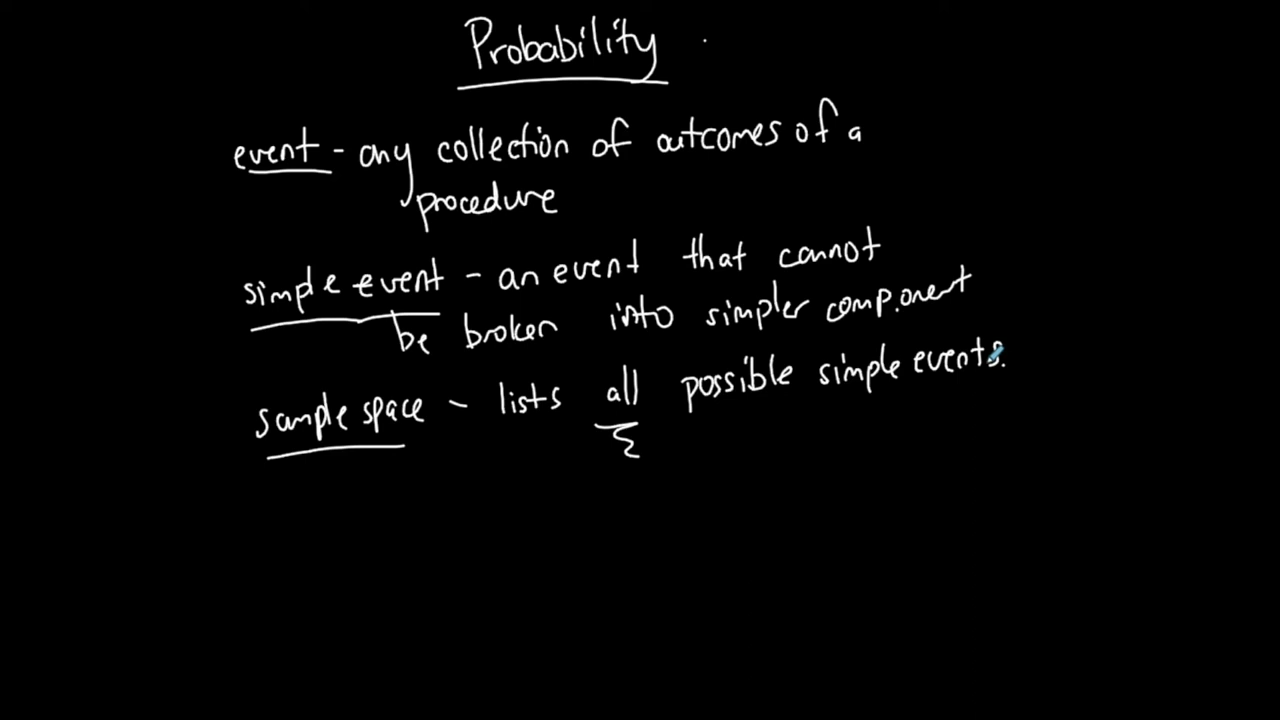 Probability
event - any collection of outcomes of a
procedure
simple event - an event that cannot
be broken into simpler component
sample space - lists all possible simple events.